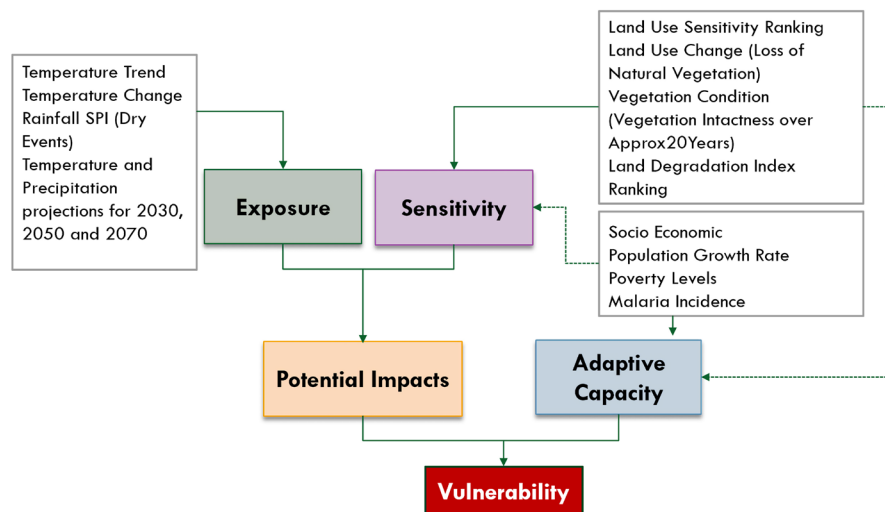 Temperature Trend
Temperature Change
Rainfall SPI (Dry
Events)
Temperature and
Precipitation
projections for 2030,
2050 and 2070
Land Use Sensitivity Ranking
Land Use Change (Loss of
Natural Vegetation)
Vegetation Condition
(Vegetation Intactness over
Approx20Years)
Land Degradation Index
Ranking
Exposure
Sensitivity
Socio Economic
Population Growth Rate
Poverty Levels
Malaria Incidence
Potential Impacts
Adaptive
Capacity
Vulnerability